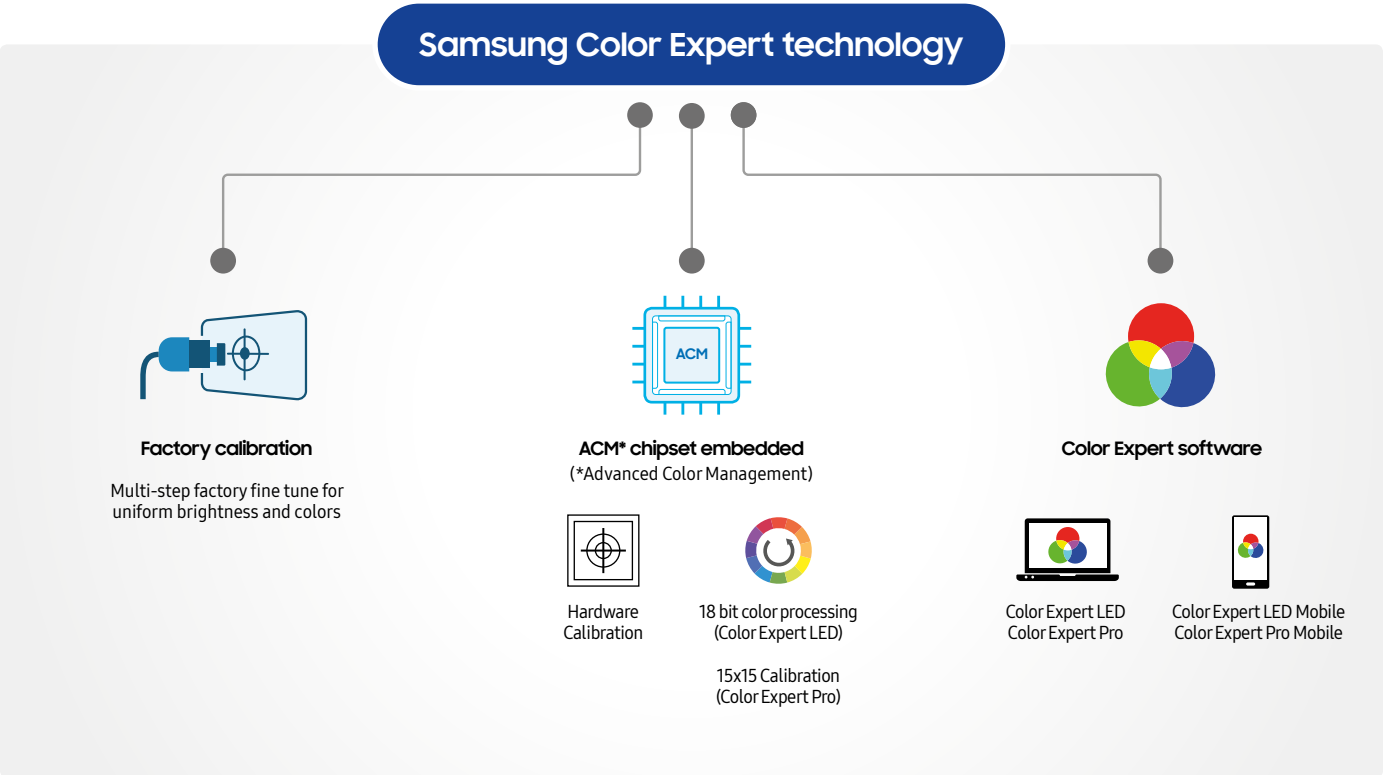 Samsung Color Expert technology
Factory calibration
Multi-step factory fine tune for
uniform brightness and colors
ACM
ACM* chipset embedded
(*Advanced Color Management)
Hardware
Calibration
18 bit color processing
(Color Expert LED)
15x15 Calibration
(Color Expert Pro)
Color Expert software
Color Expert LED
Color Expert Pro
Color Expert LED Mobile
Color Expert Pro Mobile